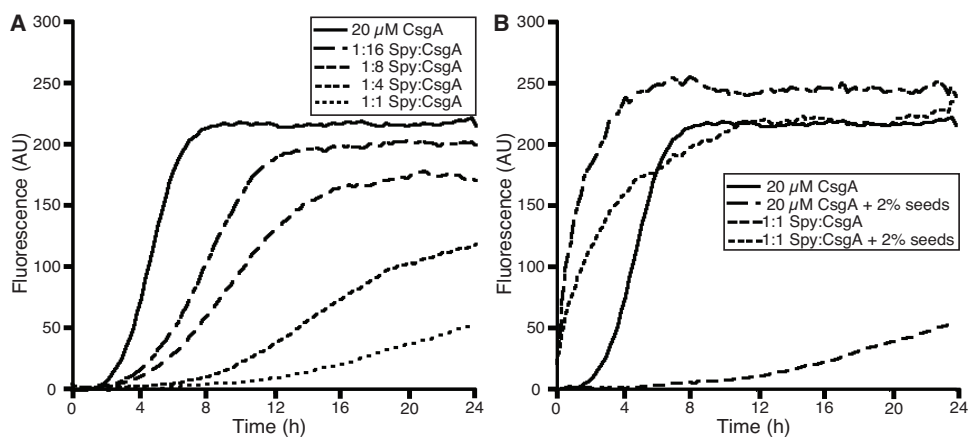 A
300
250
200
150
100
50
0
Fluorescence (AU)
20 µM CsgA
1:16 Spy:CsgA
1:8 Spy:CsgA
1:4 Spy:CsgA
1:1 Spy:CsgA
0 4 8 12 16 20 24
Time (h)
B
300
250
200
150
100
50
0
Fluorescence (AU)
20 µM CsgA
20 µM CsgA + 2% seeds
1:1 Spy:CsgA
1:1 Spy:CsgA + 2% seeds
0 4 8 12 16 20 24
Time (h)